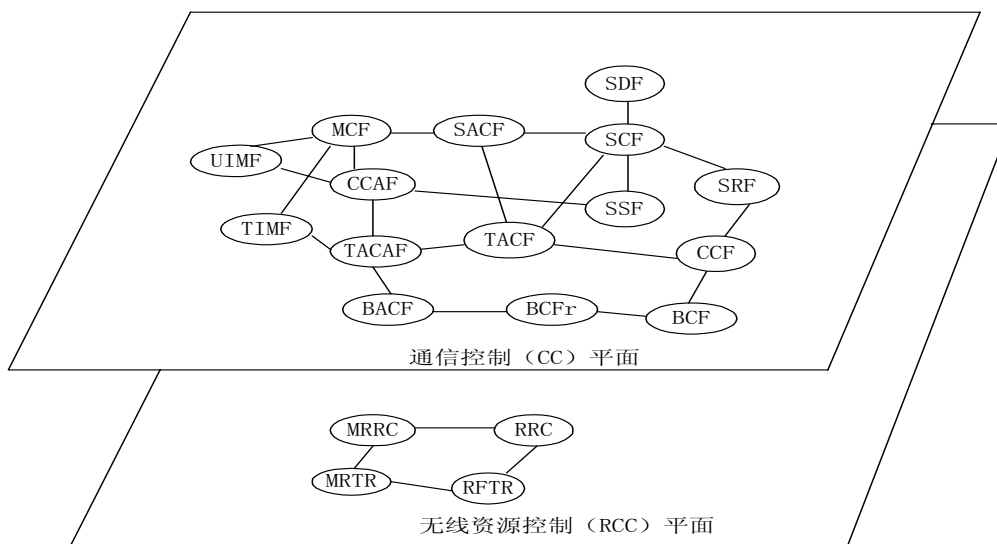 SDF
MCF
SACF
SCF
UIMF
CCAF
SRF
SSF
TIMF
TACAF
TACF
CCF
BACF
BCFr
BCF
通信控制（CC）平面
MRRC
RRC
MRTR
RFTR
无线资源控制（RCC）平面